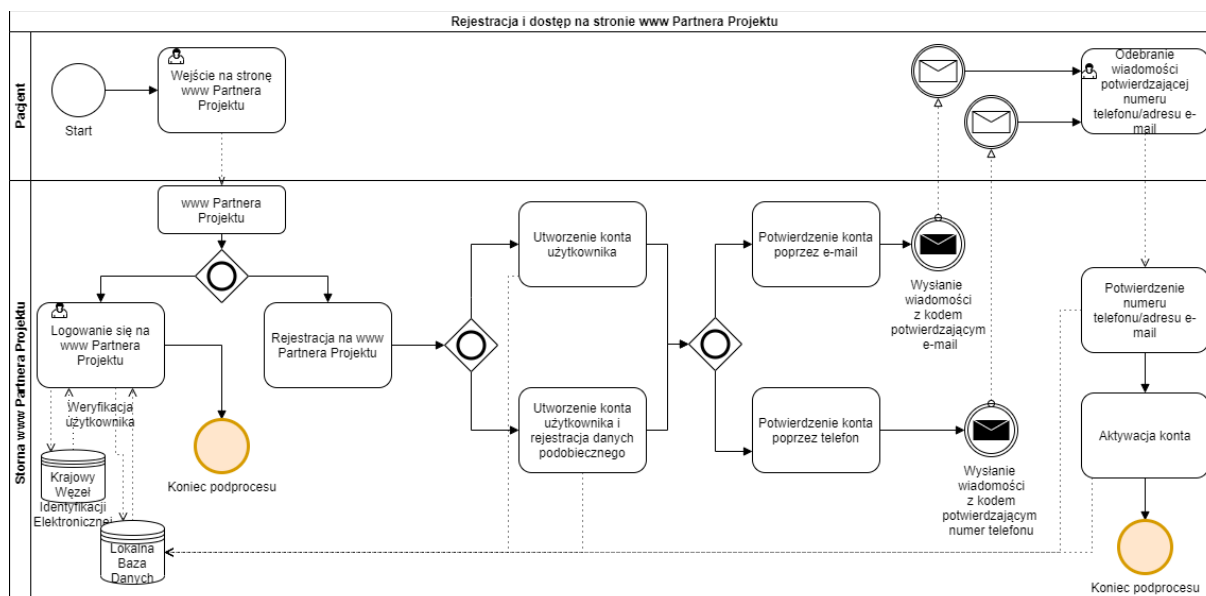 Rejestracja i dostęp na stronie www Partnera Projektu
Pacjent
Start
Wejście na stronę
www Partnera
Projektu
Odebranie
wiadomości
potwierdzającej
numeru
telefonu/adresu e-
mail
Storna www Partnera Projektu
www Partnera
Projektu
Logowanie się na
www Partnera
Projektu
Rejestracja na www
Partnera Projektu
Utworzenie konta
użytkownika
Utworzenie konta
użytkownika i
rejestracja danych
podobiecznego
Potwierdzenie konta
poprzez e-mail
Potwierdzenie konta
poprzez telefon
Wysłanie
wiadomości
z kodem
potwierdzającym
e-mail
Wysłanie
wiadomości
z kodem
potwierdzającym
numer telefonu
Potwierdzenie
numeru
telefonu/adresu e-
mail
Aktywacja konta
Koniec podprocesu
Weryfikacja
użytkownika
Koniec podprocesu
Krajowy
Węzeł
Identyfikacji
Elektronicznej
Lokalna
Baza
Danych